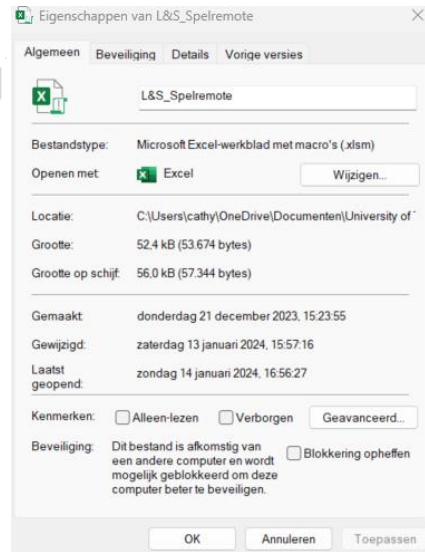 Eigenschappen van L&S_Spelremote
Algemeen Beveiliging Details Vorige versies
L&S_Spelremote
Bestandstype: Microsoft Excel-werkblad met macro's (.xlsm)
Openen met: Excel Wijzigen...
Locatie: C:\Users\cathy\OneDrive\Documenten\University of
Grootte: 52,4 kB (53.674 bytes)
Grootte op schijf: 56,0 kB (57.344 bytes)
Gemaakt: donderdag 21 december 2023, 15:23:55
Gewijzigd: zaterdag 13 januari 2024, 15:57:16
Laatst
geopend: zondag 14 januari 2024, 16:56:27
Kenmerken: Alleen-lezen Verborgen Geavanceerd...
Beveiliging: Dit bestand is afkomstig van
een andere computer en wordt Blokkering opheffen
mogelijk geblokkeerd om deze
computer beter te beveiligen.
OK Annuleren Toepassen